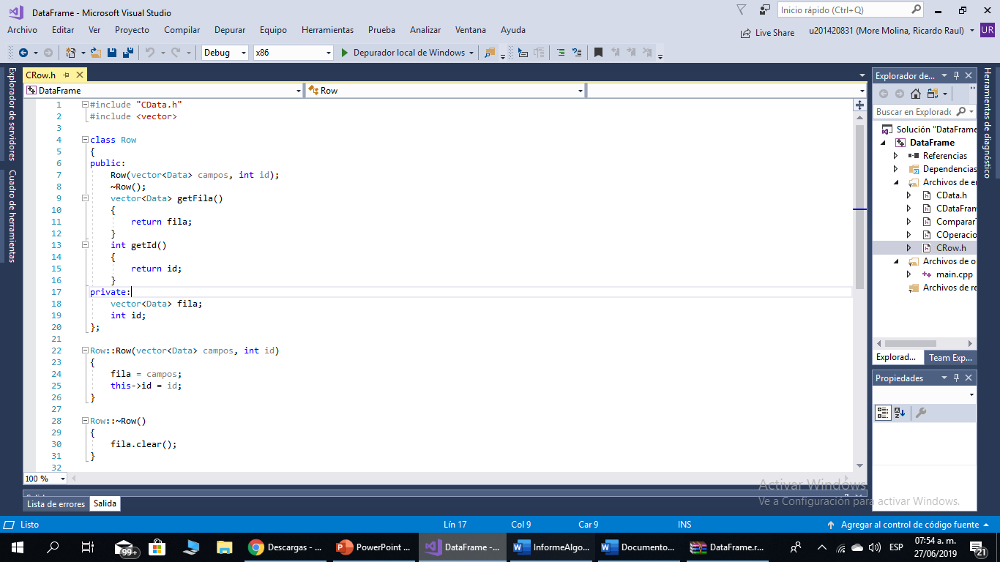 DataFrame - Microsoft Visual Studio
Inicio rápido (Ctrl+Q)
Archivo Editar Ver Proyecto Compilar Depurar Equipo Herramientas Prueba Analizar Ventana Ayuda
Live Share
u201420831 (More Molina, Ricardo Raul)
UR
Debug
x86
Depurador local de Windows
Explorador de servidores
Cuadro de herramientas
CRow.h
DataFrame
Row
1 #include "CData.h"
2 #include <vector>
3
4 class Row
5 {
6 public:
7 Row(vector<Data> campos, int id);
8 ~Row();
9 vector<Data> getFila()
10 {
11 return fila;
12 }
13 int getId()
14 {
15 return id;
16 }
17 private:
18 vector<Data> fila;
19 int id;
20 };
21
22 Row::Row(vector<Data> campos, int id)
23 {
24 fila = campos;
25 this->id = id;
26 }
27
28 Row::~Row()
29 {
30 fila.clear();
31 }
32
100 %
Explorador de...
Buscar en Explorado
Solución "DataFrame
DataFrame
Referencias
Dependencias
Archivos de e
CData.h
CDataFram
Comparar
COperacio
CRow.h
Archivos de o
main.cpp
Archivos de re
Explorad...
Team Exp...
Propiedades
Herramientas de diagnóstico
Lista de errores
Salida
Activar Windows
Ve a Configuración para activar Windows.
Listo
Lín 17
Col 9
Car 9
INS
Agregar al control de código fuente
99+
Descargas - ...
PowerPoint ...
DataFrame -...
InformeAlgo...
Documento...
DataFrame.r...
ESP
07:54 a. m.
27/06/2019
21